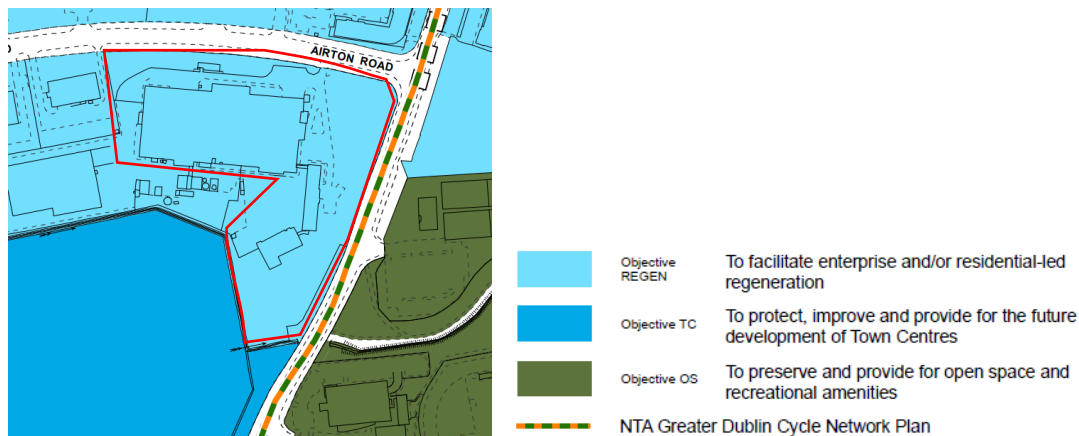 AIRTON ROAD
Objective
REGEN
To facilitate enterprise and/or residential-led
regeneration
Objective TC
To protect, improve and provide for the future
development of Town Centres
Objective OS
To preserve and provide for open space and
recreational amenities
NTA Greater Dublin Cycle Network Plan